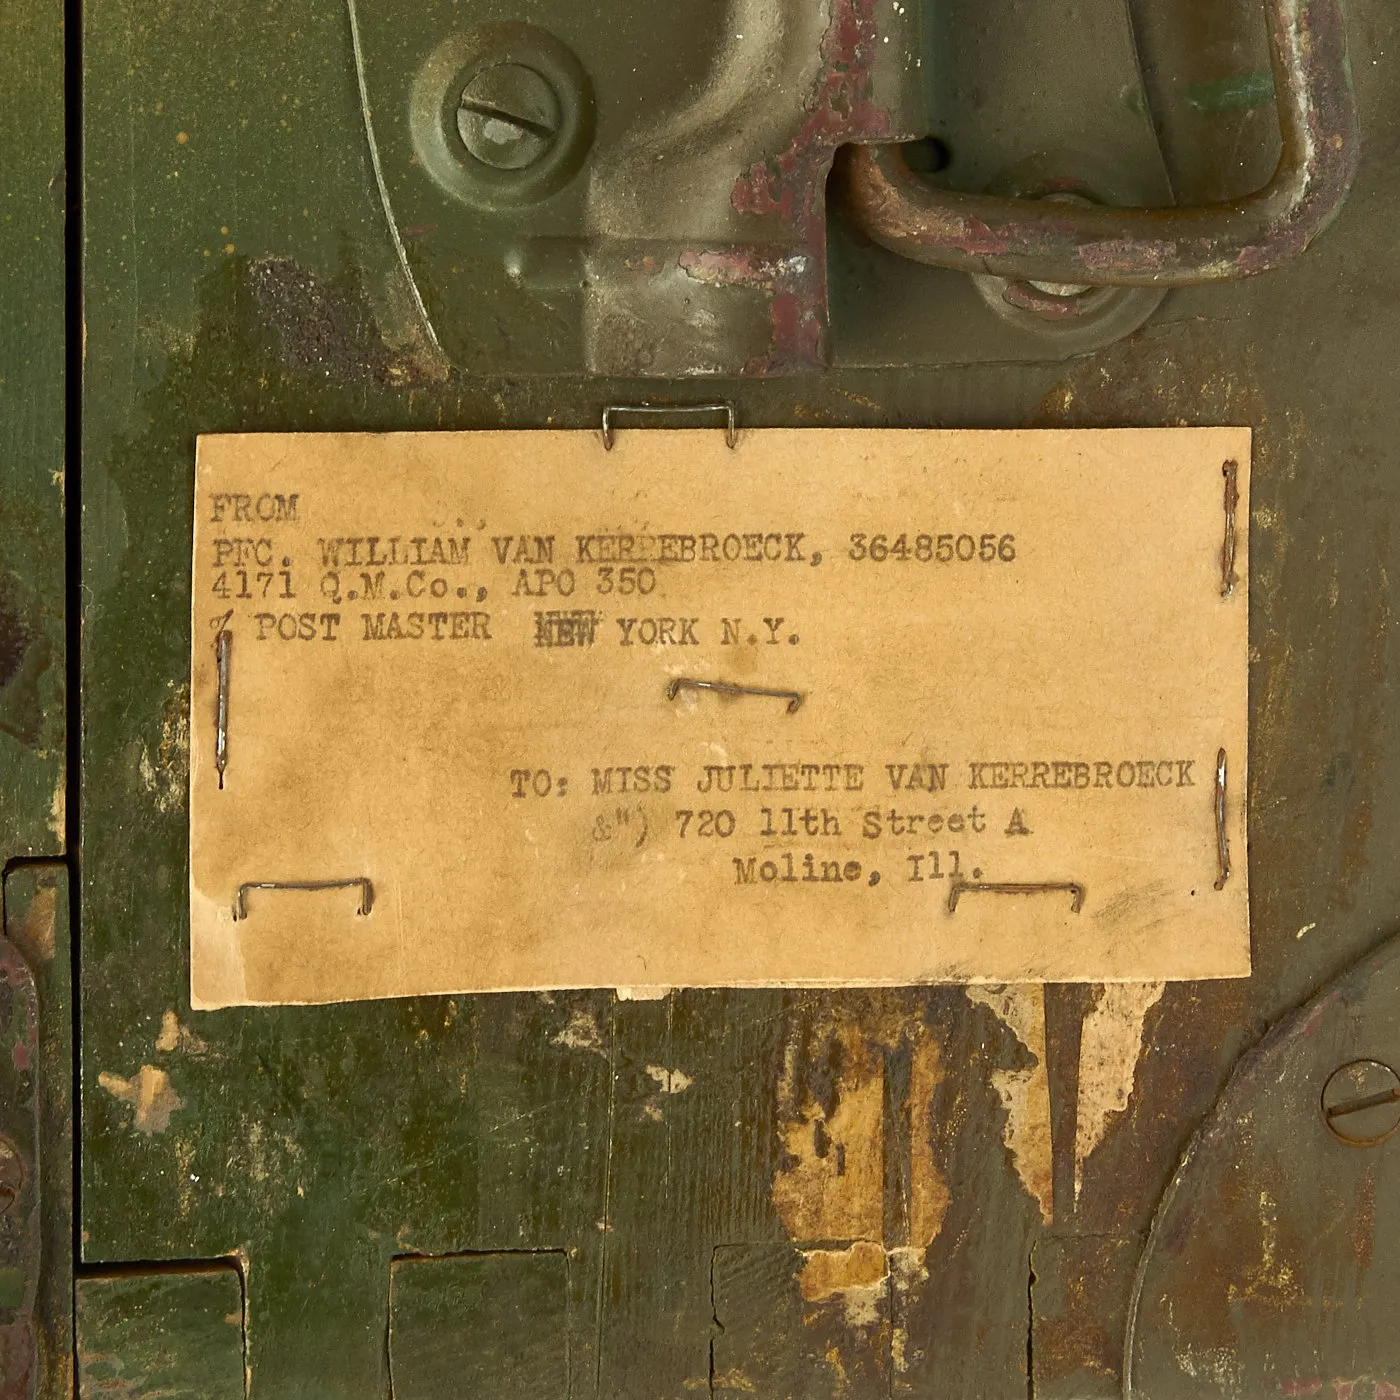 FROM
PFC. WILLIAM VAN KERREBROECK, 36485056
4171 Q.M.Co., APO 350
% POST MASTER NEW YORK N.Y.
TO: MISS JULIETTE VAN KERREBROECK
&") 720 11th Street A
Moline, Ill.